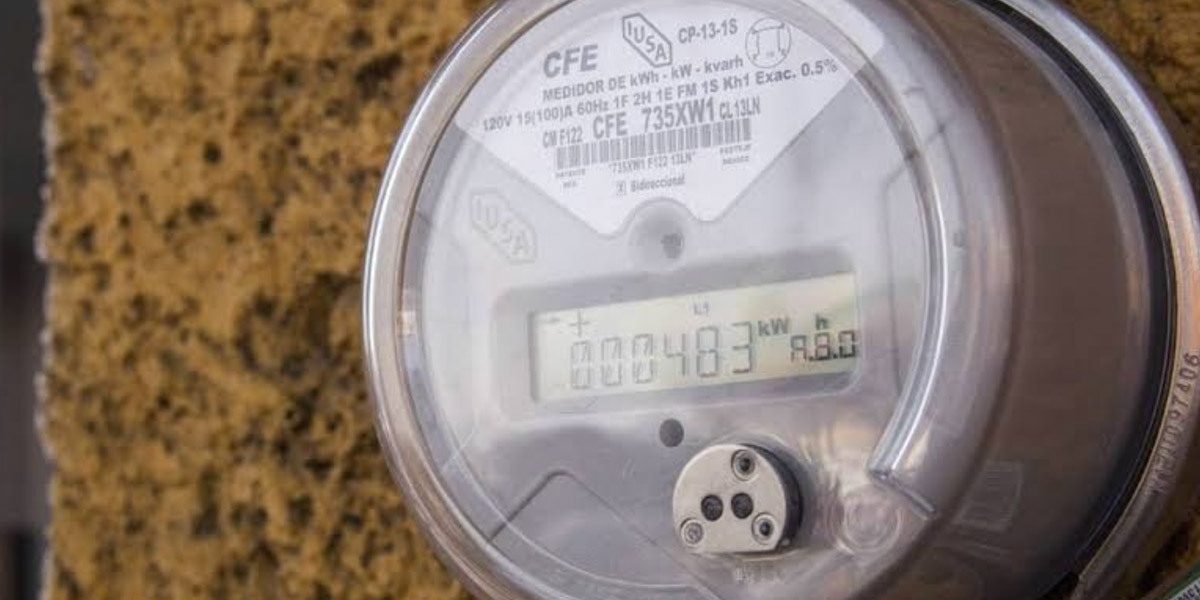 IUSA
CFE CP-13-1S
MEDIDOR DE kWh - kW - kvarh
120V 15(100)A 60Hz 1F 2H 1E FM 1S Kh1 Exac. 0.5%
CM F122 CFE 735XW1 CL13LN
*735XW1 F122 13LN*
Bidireccional
IUSA
000483 kW h